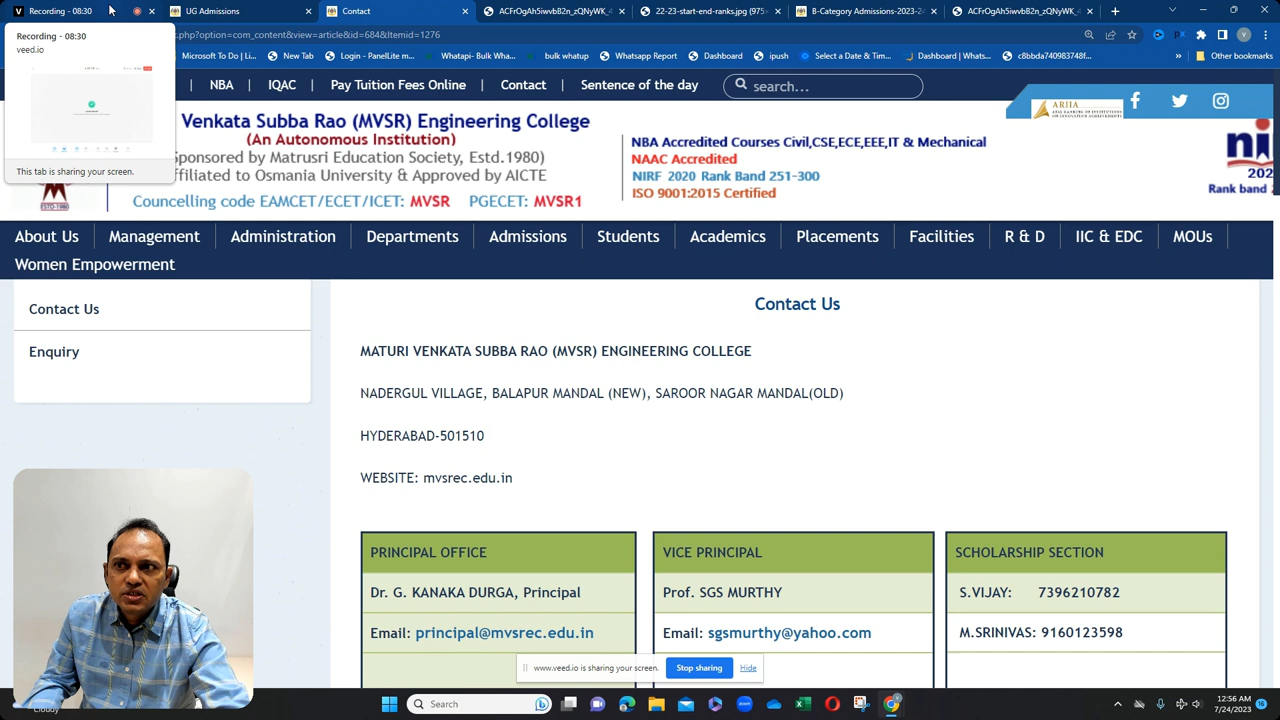 UG Admissions
Contact
ACFrOgAh5iwvbB2n_zQNyWK_4
22-23-start-end-ranks.jpg (975×
B-Category Admissions-2023-2
ACFrOgAh5iwvbB2n_zQNyWK_4
Recording - 08:30
veed.io
This tab is sharing your screen.
.php?option=com_content&view=article&id=684&Itemid=1276
Microsoft To Do | Li...
New Tab
Login - PanelLite m...
Whatapi- Bulk Wha...
bulk whatup
Whatsapp Report
Dashboard
ipush
Select a Date & Tim...
Dashboard | Whats...
c8bbda740983748f...
»
Other bookmarks
NBA | IQAC | Pay Tuition Fees Online | Contact | Sentence of the day
search...
ARIIA
Venkata Subba Rao (MVSR) Engineering College
(An Autonomous Institution)
Sponsored by Matrusri Education Society, Estd.1980)
ffiliated to Osmania University & Approved by AICTE
Councelling code EAMCET/ECET/ICET: MVSR PGECET: MVSR1
NBA Accredited Courses Civil,CSE,ECE,EEE,IT & Mechanical
NAAC Accredited
NIRF 2020 Rank Band 251-300
ISO 9001:2015 Certified
ni
202
Rank band
ESTD-1980
About Us
Management
Administration
Departments
Admissions
Students
Academics
Placements
Facilities
R & D
IIC & EDC
MOUs
Women Empowerment
Contact Us
Enquiry
Contact Us
MATURI VENKATA SUBBA RAO (MVSR) ENGINEERING COLLEGE
NADERGUL VILLAGE, BALAPUR MANDAL (NEW), SAROOR NAGAR MANDAL(OLD)
HYDERABAD-501510
WEBSITE: mvsrec.edu.in
PRINCIPAL OFFICE
Dr. G. KANAKA DURGA, Principal
Email: principal@mvsrec.edu.in
VICE PRINCIPAL
Prof. SGS MURTHY
Email: sgsmurthy@yahoo.com
SCHOLARSHIP SECTION
S.VIJAY: 7396210782
M.SRINIVAS: 9160123598
www.veed.io is sharing your screen.
Stop sharing
Hide
Cloudy
Search
12:56 AM
7/24/2023